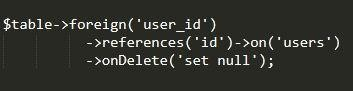 $table->foreign('user_id')
->references('id')->on('users')
->onDelete('set null');